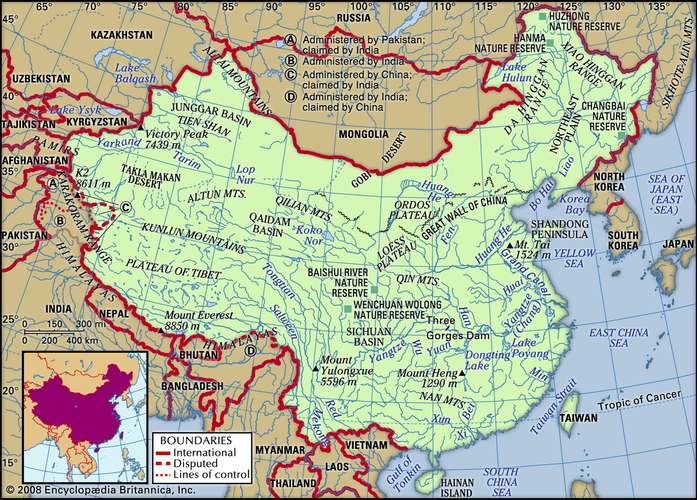 70°
75°
80°
85°
90°
95°
100°
105°
110°
115°
120°
125°
130°
135°
45°
40°
35°
30°
25°
20°
15°
RUSSIA
KAZAKHSTAN
UZBEKISTAN
TAJIKISTAN
KYRGYZSTAN
AFGHANISTAN
PAKISTAN
INDIA
NEPAL
BHUTAN
BANGLADESH
MYANMAR
THAILAND
LAOS
VIETNAM
MONGOLIA
NORTH
KOREA
SOUTH
KOREA
JAPAN
TAIWAN
A Administered by Pakistan;
claimed by India
B Administered by India
C Administered by China;
claimed by India
D Administered by India;
claimed by China
HUZHONG
NATURE RESERVE
HANMA
NATURE RESERVE
Lake
Hulun
XIAO HINGGAN
RANGE
DA HINGGAN
RANGE
NORTHEAST
PLAIN
CHANGBAI
NATURE
RESERVE
SIKHOTE-ALIN MTS.
Lake
Balqash
Lake Ysyk
ALTAI MOUNTAINS
JUNGGAR BASIN
TIEN SHAN
Victory Peak
7439 m
PAMIRS
Yarkand
Tarim
Lop
Nur
K2
8611 m
TAKLA MAKAN
DESERT
ALTUN MTS.
A
B
C
KARAKORAM RANGE
HIMALAYAS
KUNLUN MOUNTAINS
QAIDAM
BASIN
QILIAN MTS.
Koko
Nor
GOBI DESERT
ORDOS
PLATEAU
Huang
He
LOESS
PLATEAU
GREAT WALL OF CHINA
Fen
Huang He
Liao
Bo Hai
Korea
Bay
SHANDONG
PENINSULA
Mt. Tai
1524 m
YELLOW
SEA
SEA OF
JAPAN
(EAST
SEA)
PLATEAU OF TIBET
Tongtian
Salween
BAISHUI RIVER
NATURE
RESERVE
QIN MTS.
WENCHUAN WOLONG
NATURE RESERVE
SICHUAN
BASIN
Grand Canal
Huai
Yangtze
(Chang)
Han
Three
Gorges Dam
Mount Everest
8850 m
HIMALAYAS
D
Mount
Yulongxue
5596 m
Yangtze
Wu
Yuan
Dongting
Lake
Lake
Poyang
Mount Heng
1290 m
NAN MTS.
Min
EAST CHINA
SEA
Taiwan Strait
Tropic of Cancer
Red
Mekong
Xun
Xi
Bei
Gulf of
Tonkin
HAINAN
ISLAND
SOUTH
CHINA
SEA
BOUNDARIES
International
Disputed
Lines of control
© 2008 Encyclopædia Britannica, Inc.